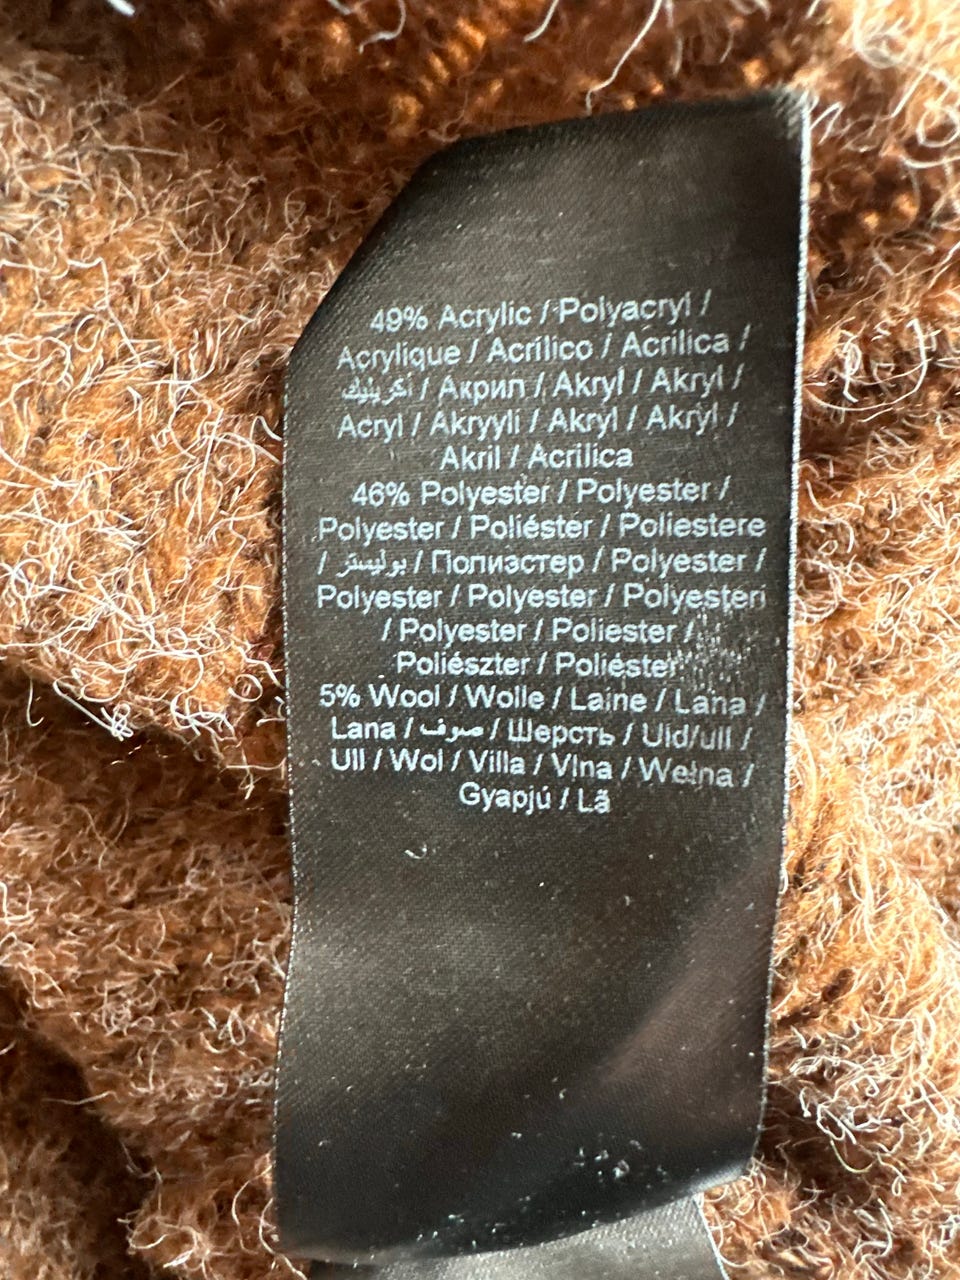 49% Acrylic / Polyacryl /
Acrylique / Acrílico / Acrilica /
أكريليك / Акрил / Akryl / Akryl /
Acryl / Akryyli / Akryl / Akryl /
Akril / Acrílica
46% Polyester / Polyester /
Polyester / Poliéster / Poliestere
/ بوليستر / Полиэстер / Polyester /
Polyester / Polyester / Polyesteri
/ Polyester / Poliester /
Poliészter / Poliéster
5% Wool / Wolle / Laine / Lana /
Lana / صوف / Шерсть / Uld/ull /
Ull / Wol / Villa / Vlna / Wełna /
Gyapjú / Lã